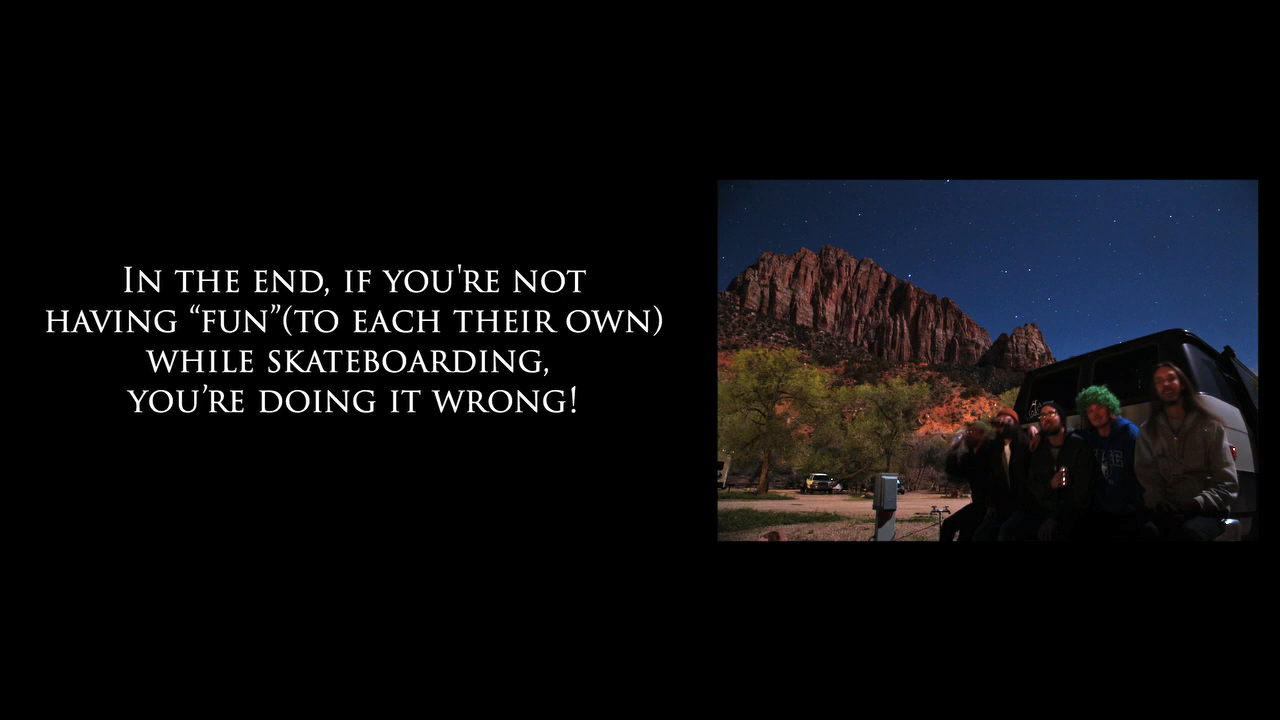 In the end, if you're not
having “fun”(to each their own)
while skateboarding,
you’re doing it wrong!